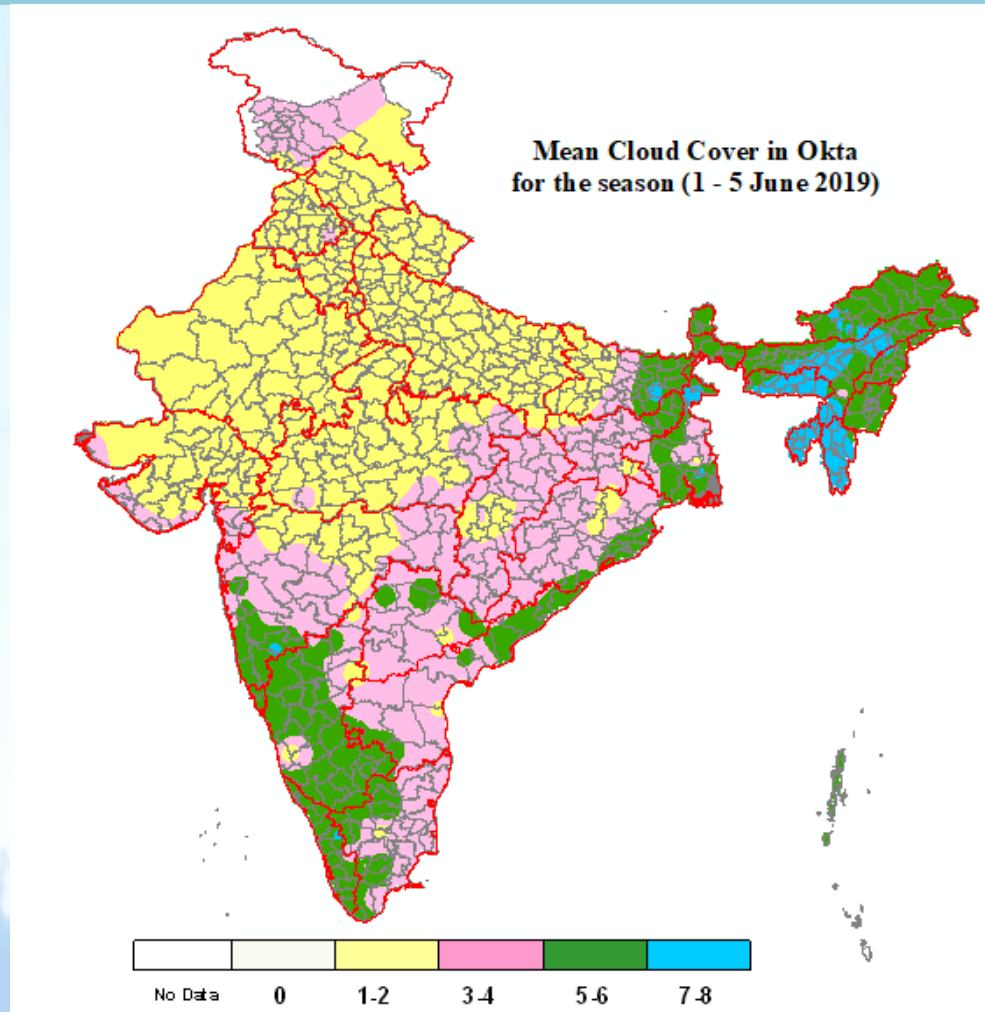 Mean Cloud Cover in Okta
for the season (1 - 5 June 2019)
No Data 0 1-2 3-4 5-6 7-8